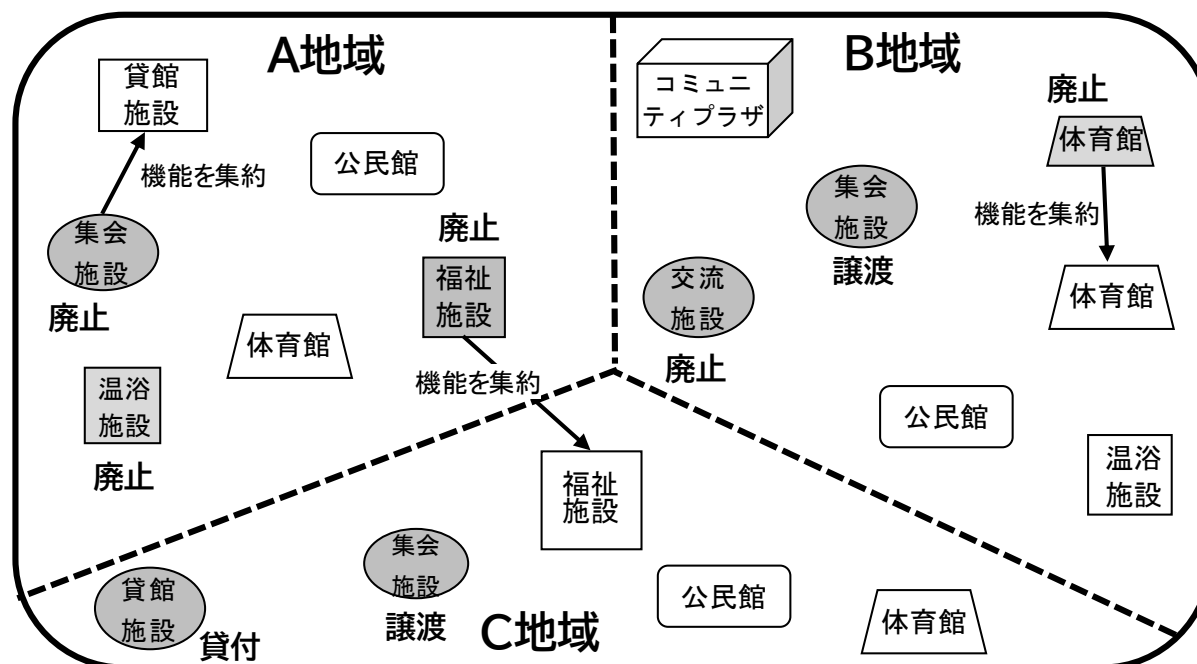 A地域
貸館
施設
機能を集約
集会
施設
廃止
公民館
廃止
福祉
施設
機能を集約
体育館
温浴
施設
廃止
B地域
コミュニ
ティプラザ
廃止
体育館
機能を集約
体育館
集会
施設
譲渡
交流
施設
廃止
公民館
温浴
施設
福祉
施設
集会
施設
譲渡
C地域
貸館
施設
貸付
公民館
体育館